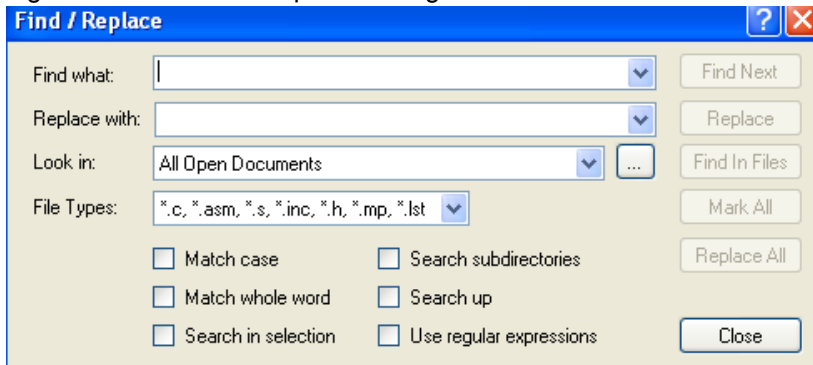 Find / Replace
Find what:
Find Next
Replace with:
Replace
Look in:
All Open Documents
...
Find In Files
File Types:
*.c, *.asm, *.s, *.inc, *.h, *.mp, *.lst
Mark All
Match case
Search subdirectories
Replace All
Match whole word
Search up
Search in selection
Use regular expressions
Close